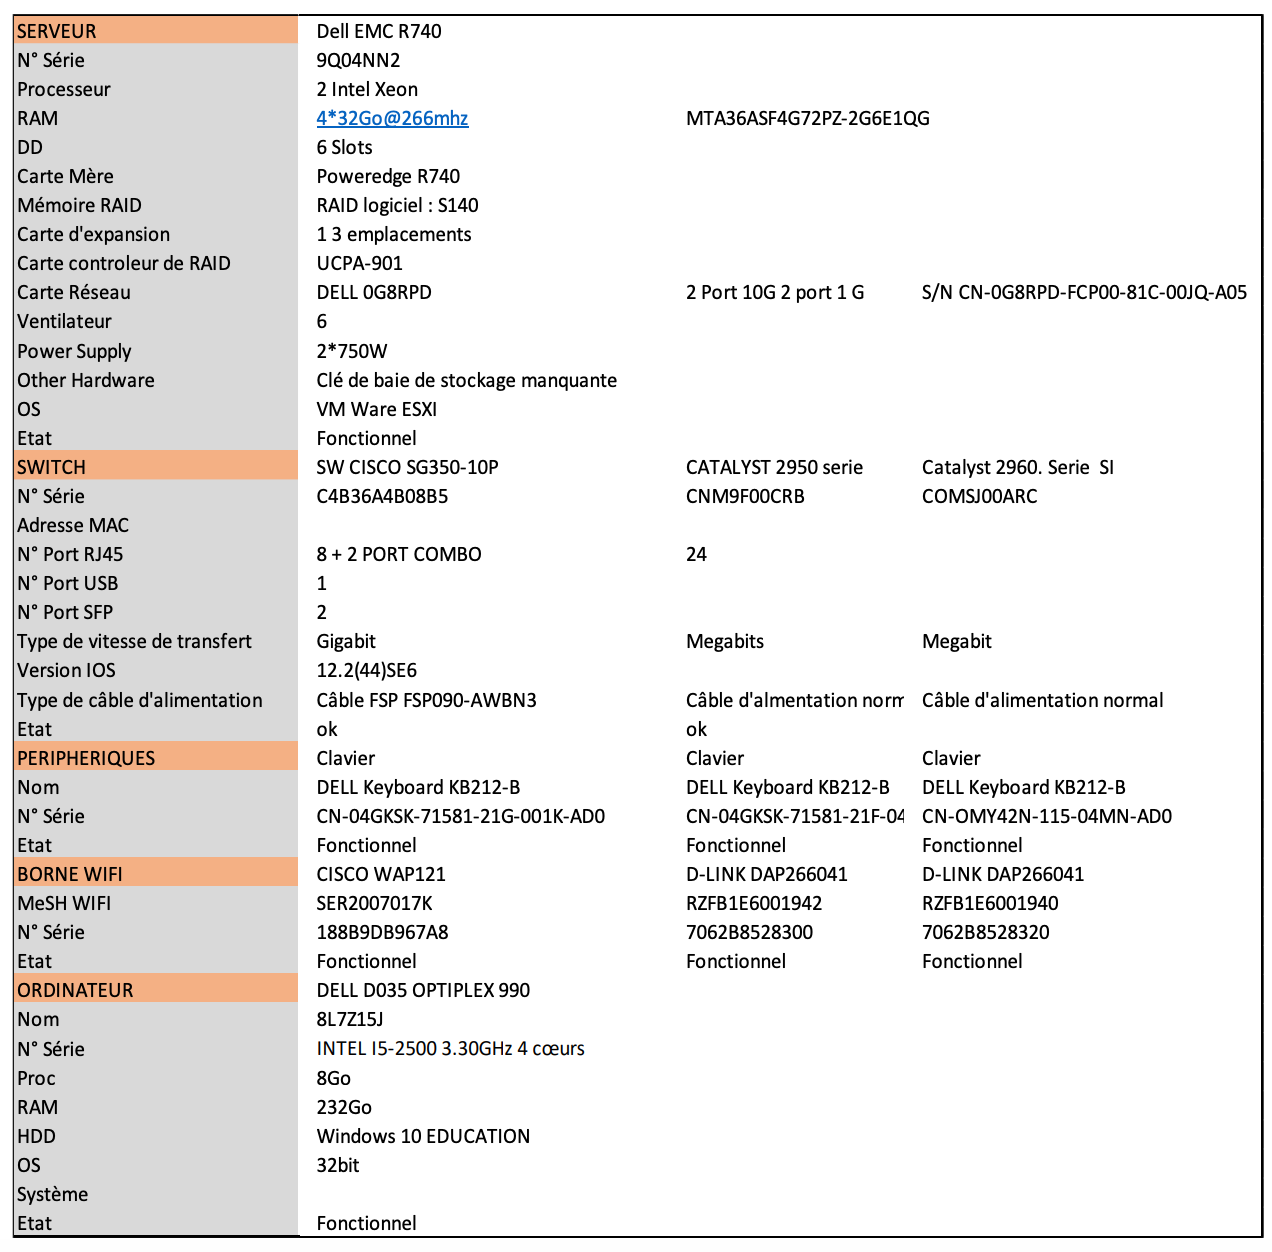 SERVEUR Dell EMC R740
N° Série 9Q04NN2
Processeur 2 Intel Xeon
RAM 4*32Go@266mhz MTA36ASF4G72PZ-2G6E1QG
DD 6 Slots
Carte Mère Poweredge R740
Mémoire RAID RAID logiciel : S140
Carte d'expansion 1 3 emplacements
Carte controleur de RAID UCPA-901
Carte Réseau DELL 0G8RPD 2 Port 10G 2 port 1 G S/N CN-0G8RPD-FCP00-81C-00JQ-A05
Ventilateur 6
Power Supply 2*750W
Other Hardware Clé de baie de stockage manquante
OS VM Ware ESXI
Etat Fonctionnel
SWITCH SW CISCO SG350-10P CATALYST 2950 serie Catalyst 2960. Serie SI
N° Série C4B36A4B08B5 CNM9F00CRB COMSJ00ARC
Adresse MAC
N° Port RJ45 8 + 2 PORT COMBO 24
N° Port USB 1
N° Port SFP 2
Type de vitesse de transfert Gigabit Megabits Megabit
Version IOS 12.2(44)SE6
Type de câble d'alimentation Câble FSP FSP090-AWBN3 Câble d'almentation norm Câble d'alimentation normal
Etat ok ok
PERIPHERIQUES Clavier Clavier Clavier
Nom DELL Keyboard KB212-B DELL Keyboard KB212-B DELL Keyboard KB212-B
N° Série CN-04GKSK-71581-21G-001K-AD0 CN-04GKSK-71581-21F-04 CN-OMY42N-115-04MN-AD0
Etat Fonctionnel Fonctionnel Fonctionnel
BORNE WIFI CISCO WAP121 D-LINK DAP266041 D-LINK DAP266041
MeSH WIFI SER2007017K RZFB1E6001942 RZFB1E6001940
N° Série 188B9DB967A8 7062B8528300 7062B8528320
Etat Fonctionnel Fonctionnel Fonctionnel
ORDINATEUR DELL D035 OPTIPLEX 990
Nom 8L7Z15J
N° Série INTEL I5-2500 3.30GHz 4 cœurs
Proc 8Go
RAM 232Go
HDD Windows 10 EDUCATION
OS 32bit
Système
Etat Fonctionnel